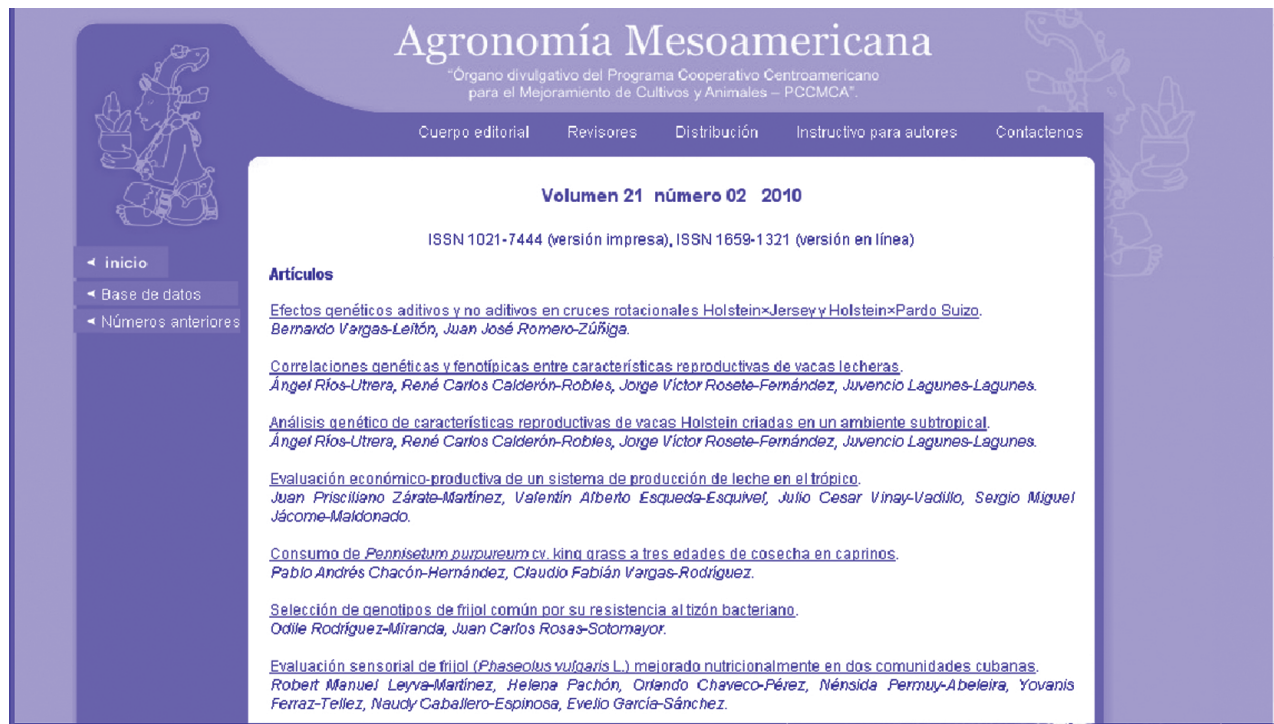 Agronomía Mesoamericana
“Órgano divulgativo del Programa Cooperativo Centroamericano
para el Mejoramiento de Cultivos y Animales – PCCMCA”.
Cuerpo editorial Revisores Distribución Instructivo para autores Contactenos
inicio
Base de datos
Números anteriores
Volumen 21 número 02 2010
ISSN 1021-7444 (versión impresa), ISSN 1659-1321 (versión en línea)
Artículos
Efectos genéticos aditivos y no aditivos en cruces rotacionales Holstein×Jersey y Holstein×Pardo Suizo.
Bernardo Vargas-Leitón, Juan José Romero-Zúñiga.
Correlaciones genéticas y fenotípicas entre características reproductivas de vacas lecheras.
Ángel Ríos-Utrera, René Carlos Calderón-Robles, Jorge Víctor Rosete-Fernández, Juvencio Lagunes-Lagunes.
Análisis genético de características reproductivas de vacas Holstein criadas en un ambiente subtropical.
Ángel Ríos-Utrera, René Carlos Calderón-Robles, Jorge Víctor Rosete-Fernández, Juvencio Lagunes-Lagunes.
Evaluación económico-productiva de un sistema de producción de leche en el trópico.
Juan Prisciliano Zárate-Martínez, Valentín Alberto Esqueda-Esquivel, Julio Cesar Vinay-Vadillo, Sergio Miguel
Jácome-Maldonado.
Consumo de Pennisetum purpureum cv. king grass a tres edades de cosecha en caprinos.
Pablo Andrés Chacón-Hernández, Claudio Fabián Vargas-Rodríguez.
Selección de genotipos de frijol común por su resistencia al tizón bacteriano.
Odile Rodríguez-Miranda, Juan Carlos Rosas-Sotomayor.
Evaluación sensorial de frijol (Phaseolus vulgaris L.) mejorado nutricionalmente en dos comunidades cubanas.
Robert Manuel Leyva-Martínez, Helena Pachón, Orlando Chaveco-Pérez, Nénsida Permuy-Abeleira, Yovanis
Ferraz-Tellez, Naudy Caballero-Espinosa, Evelio García-Sánchez.